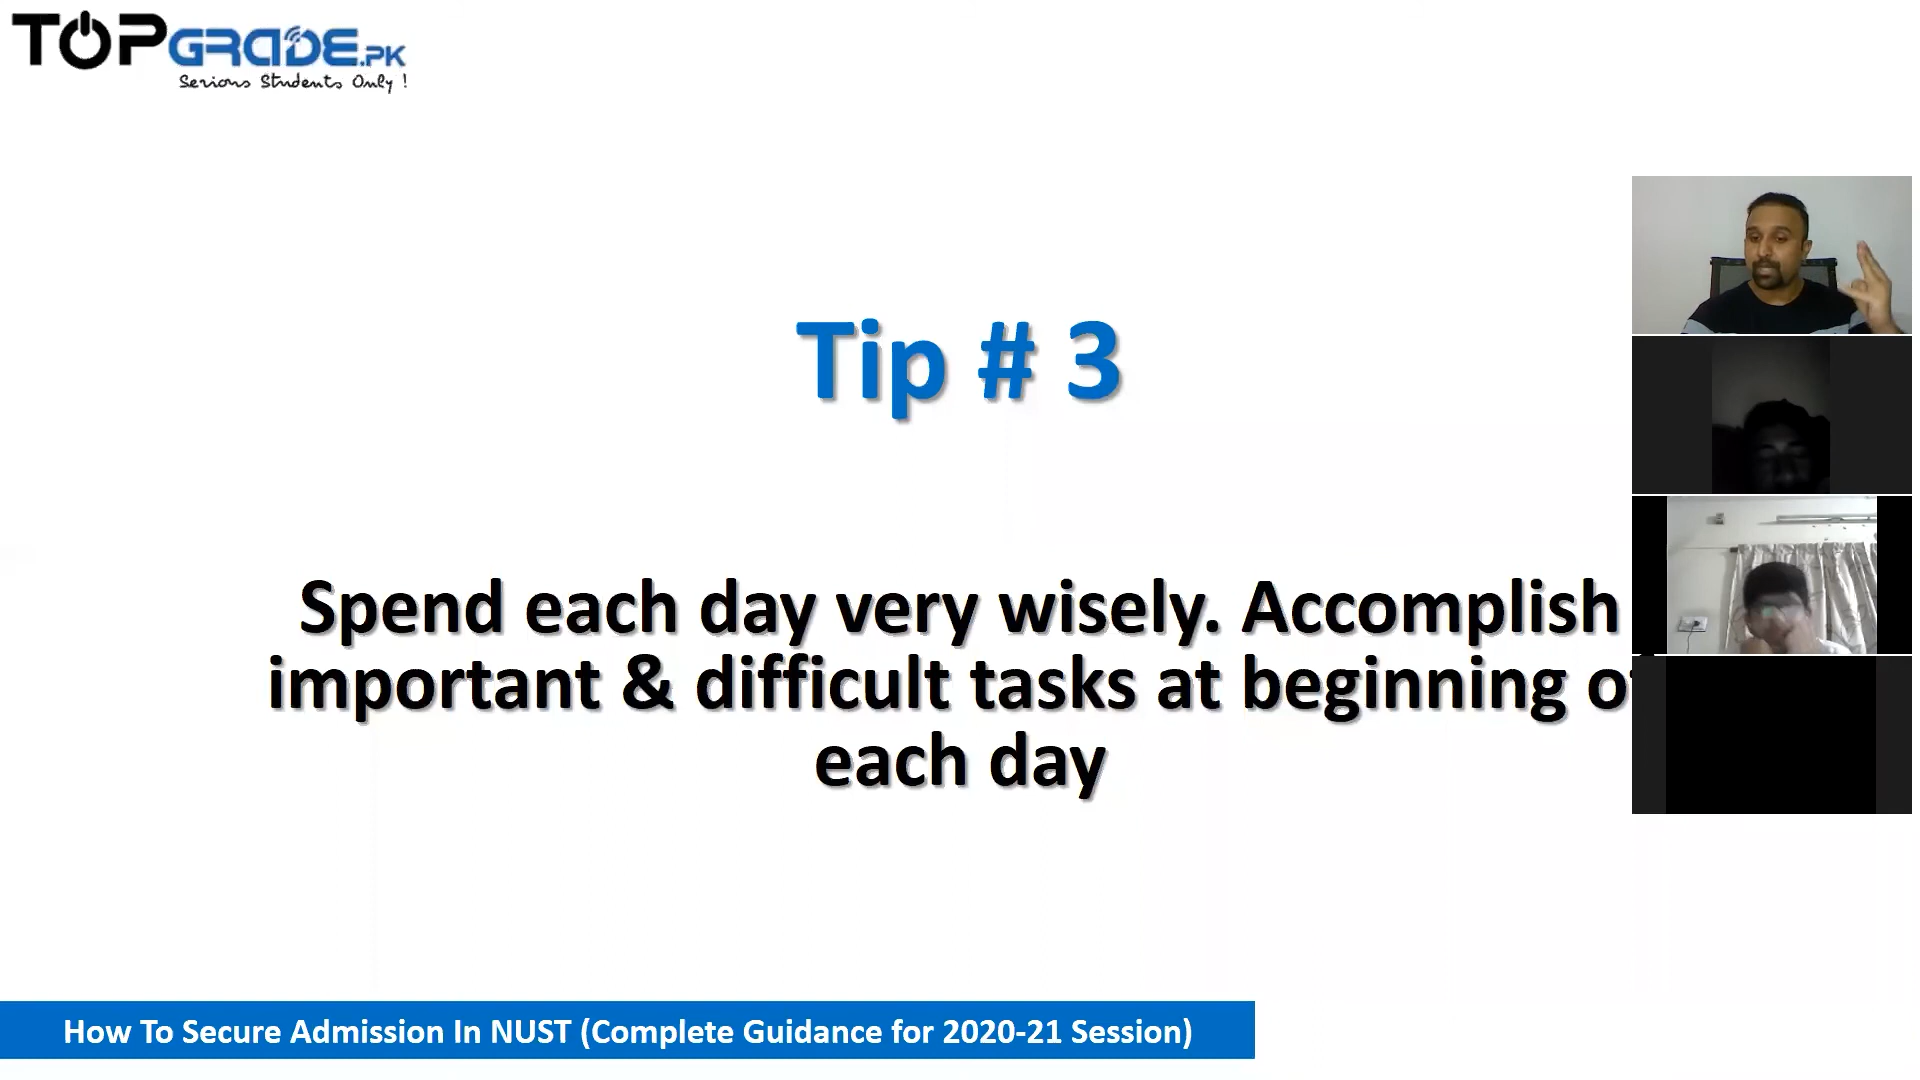 TOPGRADE.PK
Serious Students Only !
Tip # 3
Spend each day very wisely. Accomplish
important & difficult tasks at beginning of
each day
How To Secure Admission In NUST (Complete Guidance for 2020-21 Session)